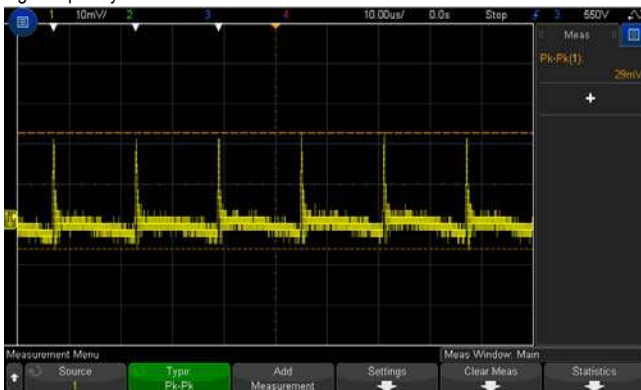 1 10mV/ 2 3 4 10.00us/ 0.0s Stop 3 550V
Meas
Pk-Pk(1):
29mV
+
Measurement Menu Meas Window: Main
Source Type: Add Settings Clear Meas Statistics
1 Pk-Pk Measurement